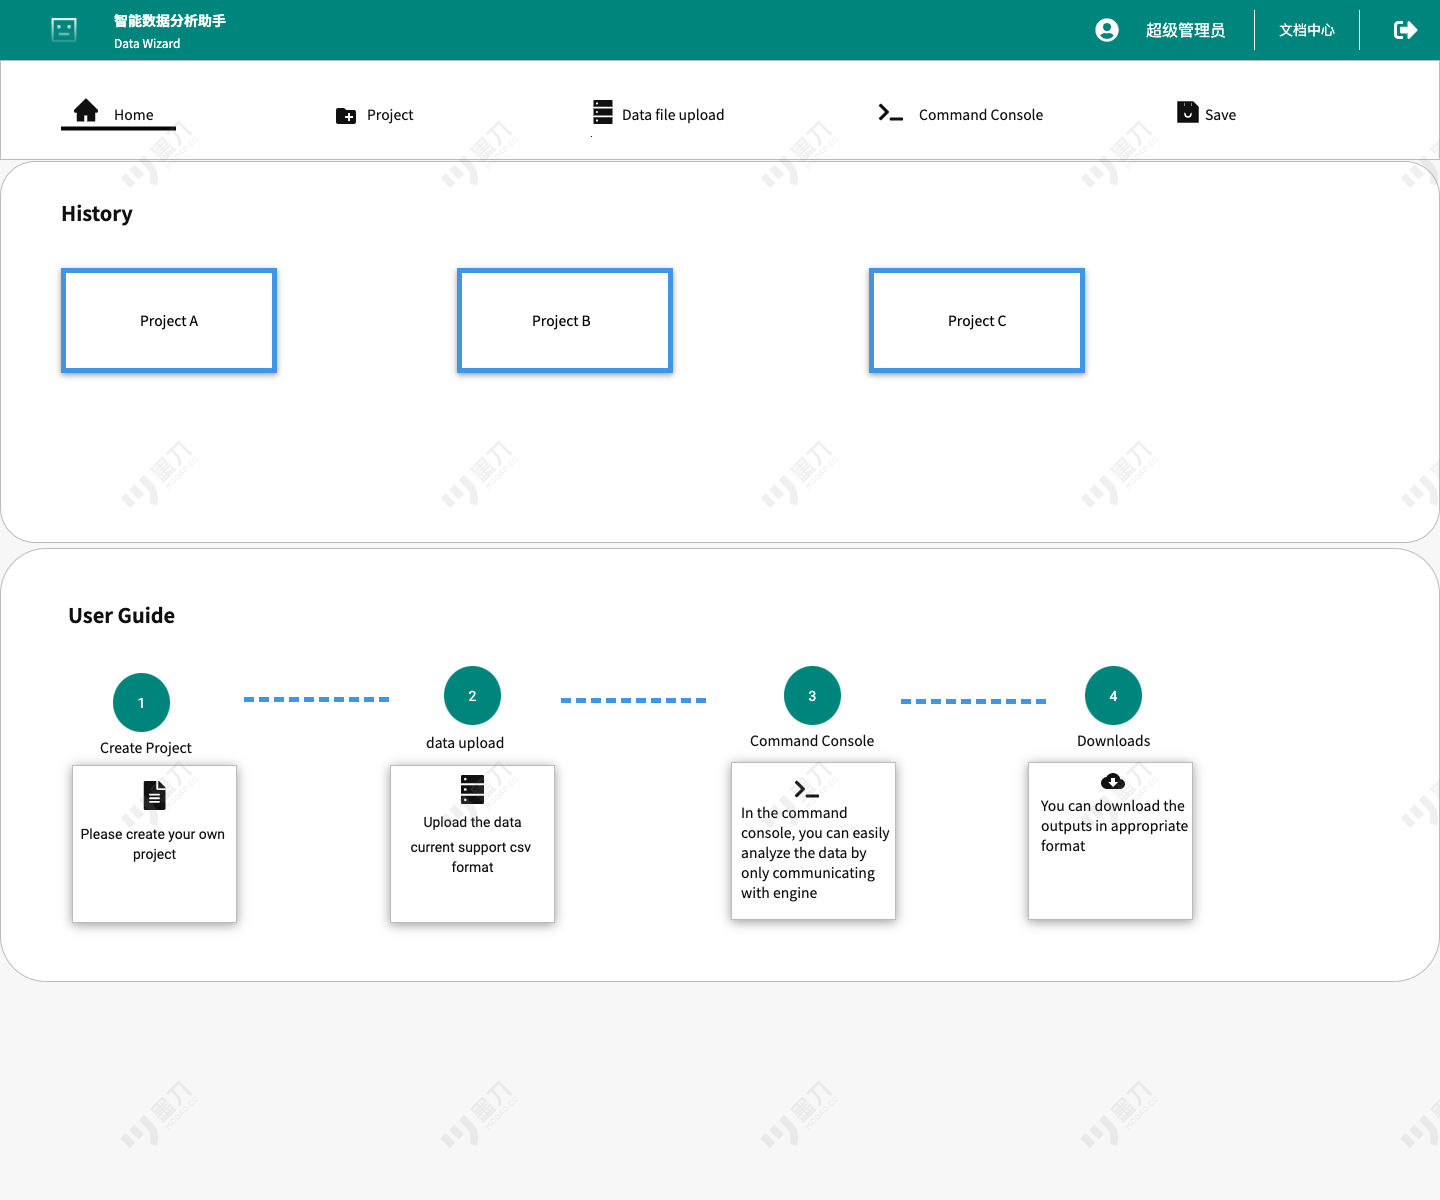 智能数据分析助手
Data Wizard
超级管理员
文档中心
Home
Project
Data file upload
Command Console
Save
History
Project A
Project B
Project C
User Guide
1
2
3
4
Create Project
data upload
Command Console
Downloads
Please create your own
project
Upload the data
current support csv
format
In the command
console, you can easily
analyze the data by
only communicating
with engine
You can download the
outputs in appropriate
format
墨刀
MODAO.CC